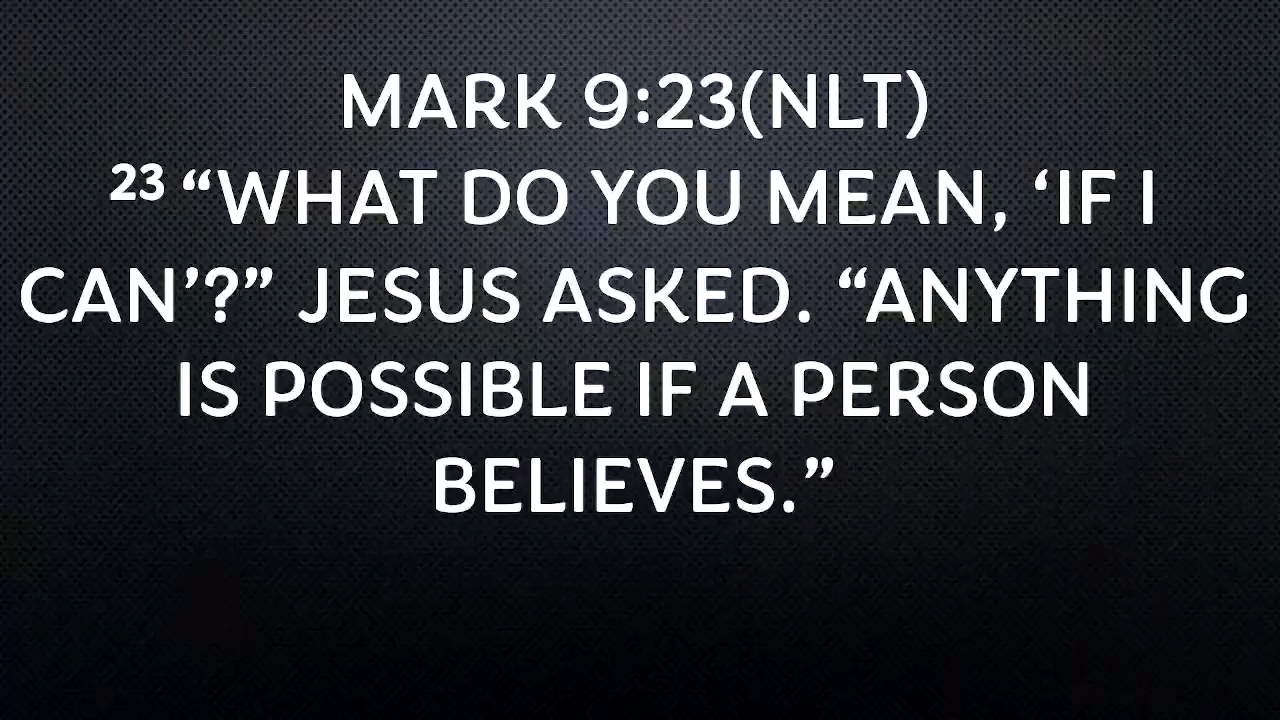 MARK 9:23(NLT)
²³ “WHAT DO YOU MEAN, ‘IF I
CAN’?” JESUS ASKED. “ANYTHING
IS POSSIBLE IF A PERSON
BELIEVES.”